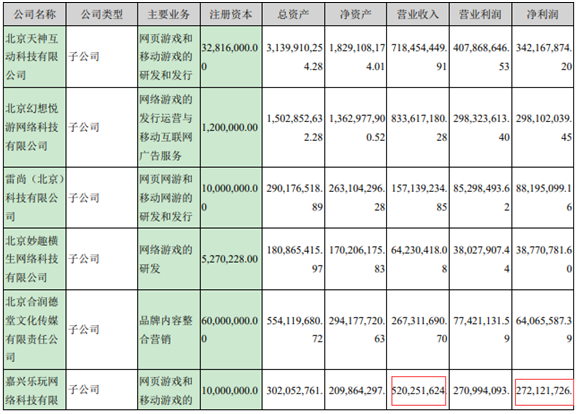 公司名称 公司类型 主要业务 注册资本 总资产 净资产 营业收入 营业利润 净利润
北京天神互动科技有限公司 子公司 网页游戏和移动游戏的研发和发行 32,816,000.00 3,139,910,254.28 1,829,108,174.01 718,454,449.91 407,868,646.53 342,167,874.20
北京幻想悦游网络科技有限公司 子公司 网络游戏的发行运营与移动互联网广告服务 1,200,000.00 1,502,852,632.28 1,362,977,900.52 833,617,180.28 298,323,613.40 298,102,039.45
雷尚（北京）科技有限公司 子公司 网页网游和移动网游的研发和发行 10,000,000.00 290,176,518.89 263,104,296.28 157,139,234.85 85,298,493.62 88,195,099.16
北京妙趣横生网络科技有限公司 子公司 网络游戏的研发 5,270,228.00 180,865,415.97 170,206,175.83 64,230,418.08 38,027,907.44 38,770,781.60
北京合润德堂文化传媒有限责任公司 子公司 品牌内容整合营销 60,000,000.00 554,119,680.72 294,177,720.63 267,311,690.70 77,421,131.59 64,065,587.39
嘉兴乐玩网络科技有限 子公司 网页游戏和移动游戏的 10,000,000.0 302,052,761. 209,864,297. 520,251,624 270,994,093. 272,121,726.